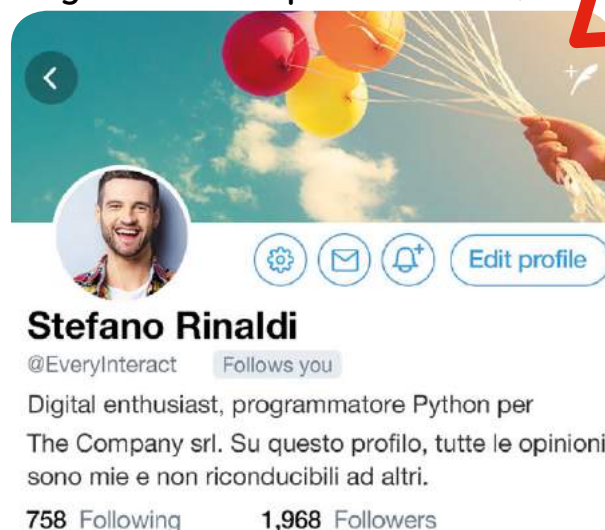 Edit profile
Stefano Rinaldi
@EveryInteract Follows you
Digital enthusiast, programmatore Python per
The Company srl. Su questo profilo, tutte le opinioni
sono mie e non riconducibili ad altri.
758 Following 1,968 Followers